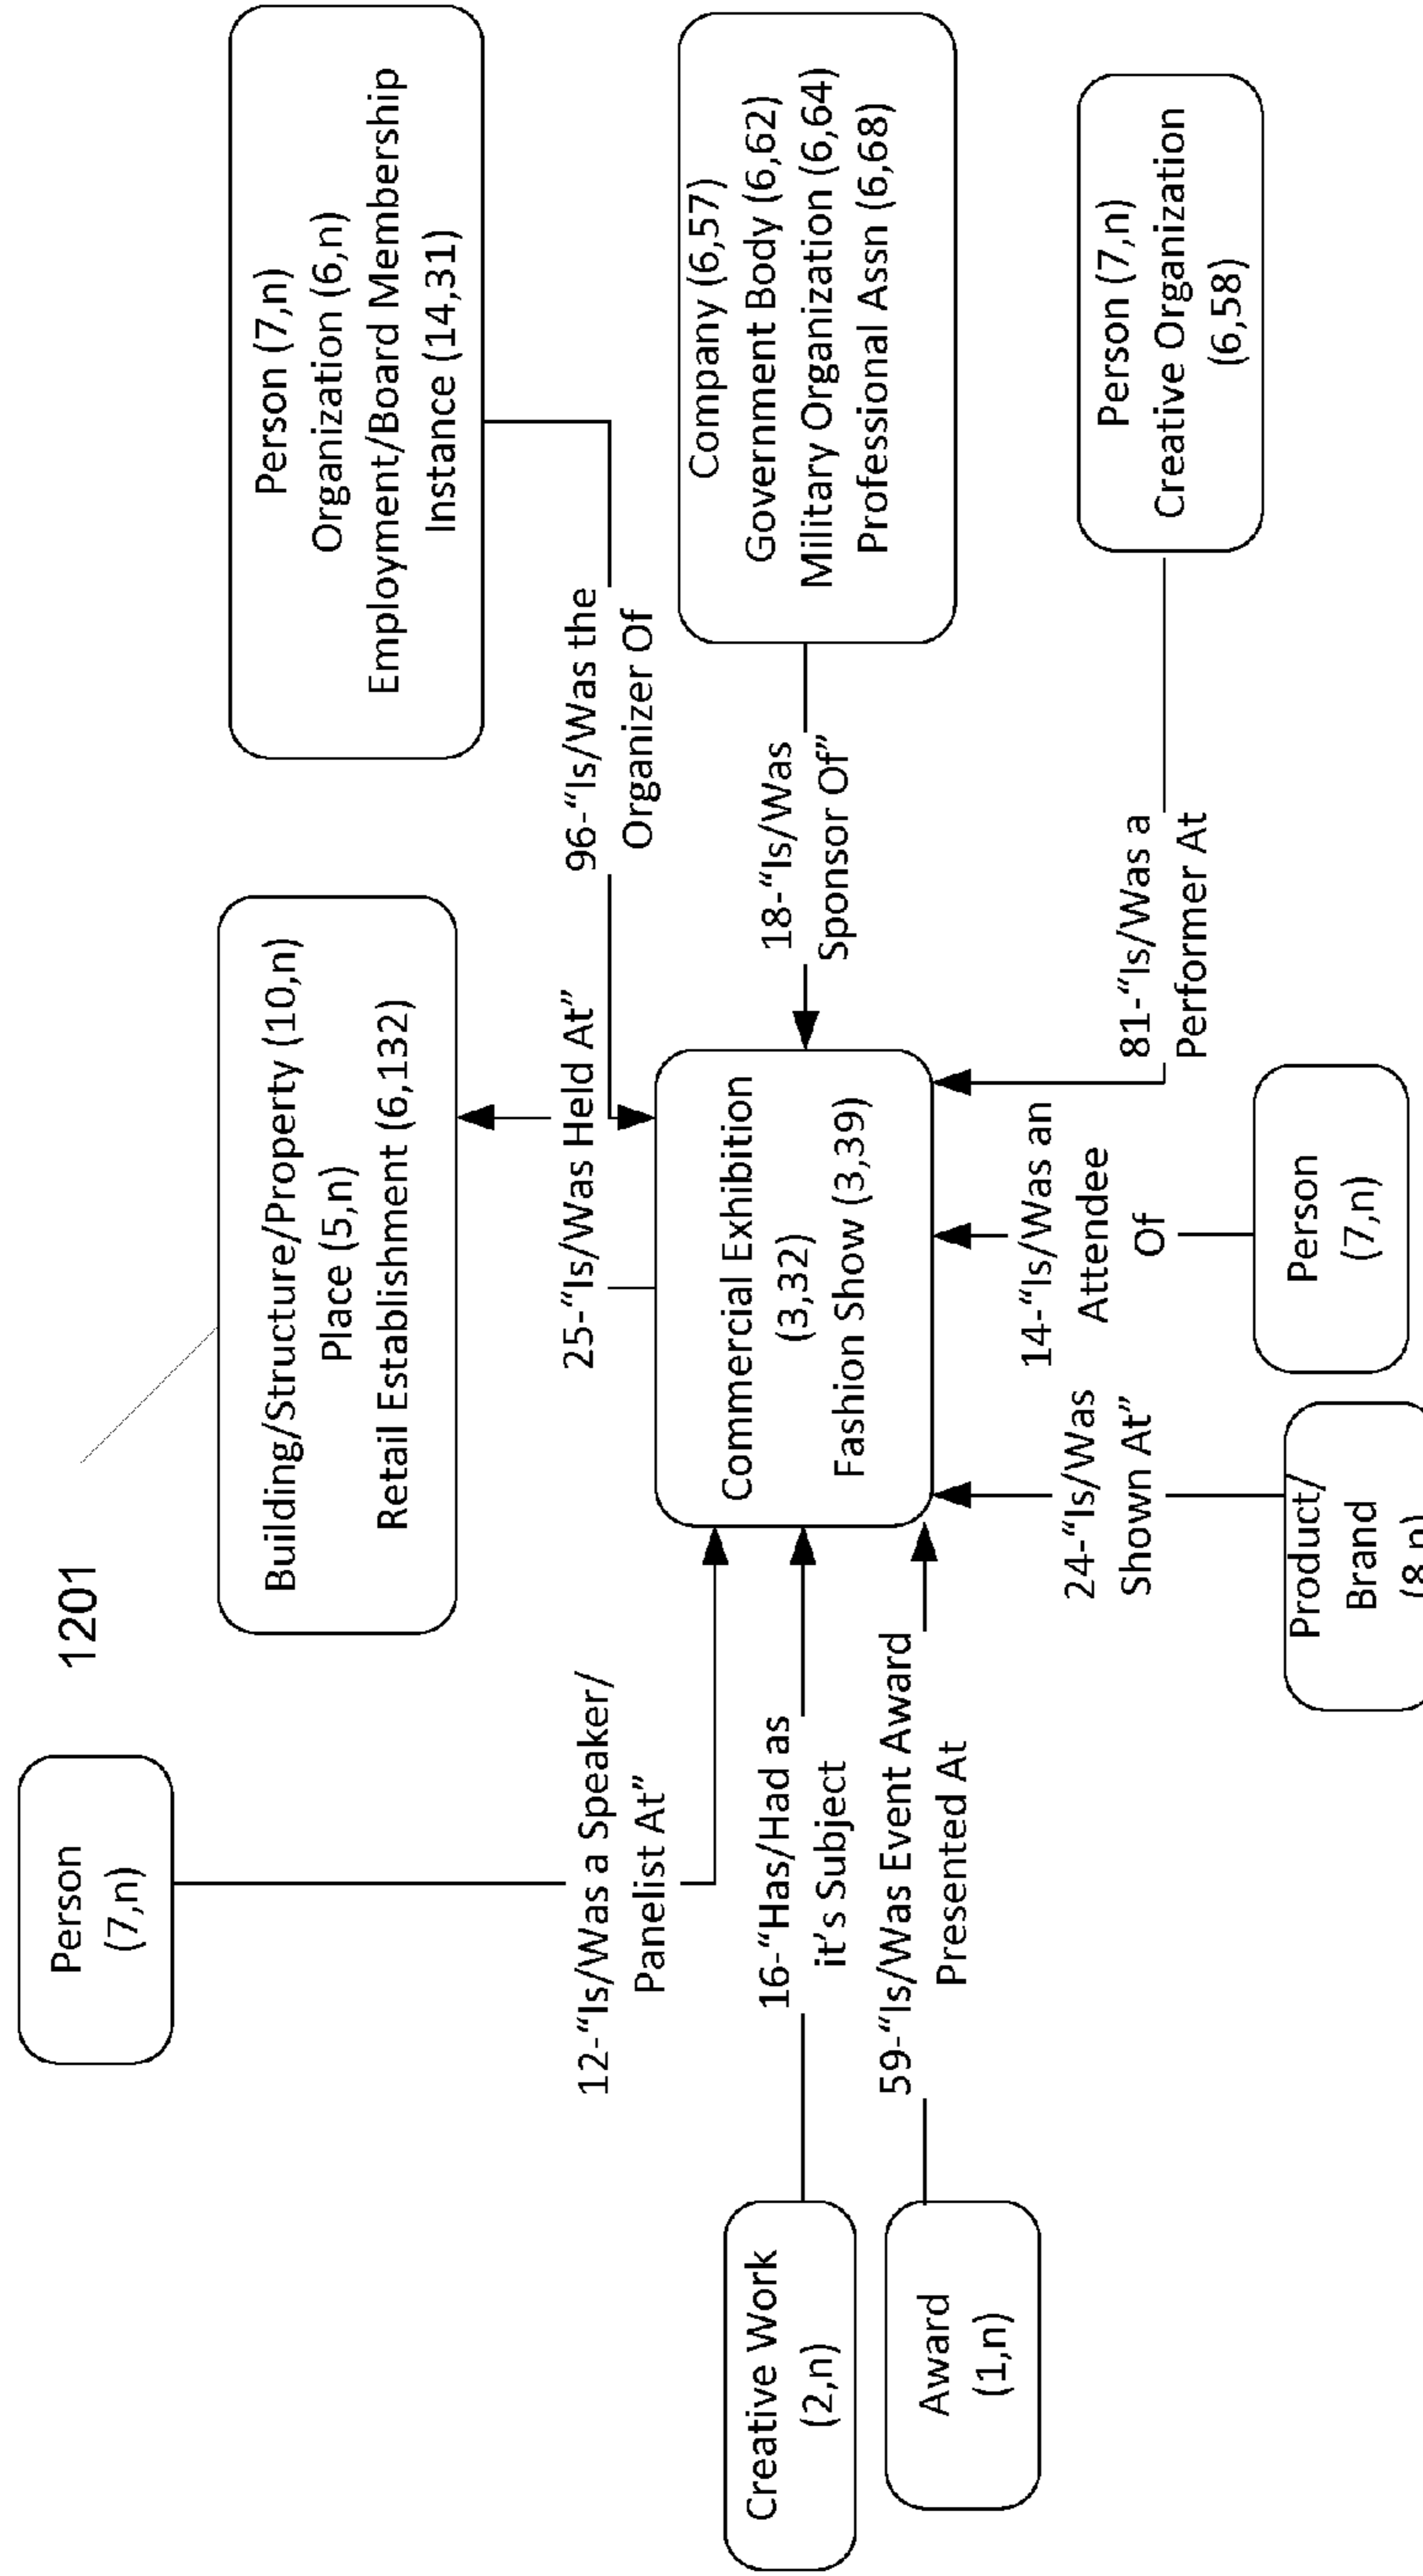 1201
Person
(7,n)
Building/Structure/Property (10,n)
Place (5,n)
Retail Establishment (6,132)
Person (7,n)
Organization (6,n)
Employment/Board Membership
Instance (14,31)
12-“Is/Was a Speaker/
Panelist At”
25-“Is/Was Held At”
96-“Is/Was the
Organizer Of
Creative Work
(2,n)
16-“Has/Had as
it’s Subject
Commercial Exhibition
(3,32)
Fashion Show (3,39)
18-“Is/Was
Sponsor Of”
Company (6,57)
Government Body (6,62)
Military Organization (6,64)
Professional Assn (6,68)
Award
(1,n)
59-“Is/Was Event Award
Presented At
24-“Is/Was
Shown At”
14-“Is/Was an
Attendee
Of
81-“Is/Was a
Performer At
Person (7,n)
Creative Organization
(6,58)
Product/
Brand
(8,n)
Person
(7,n)